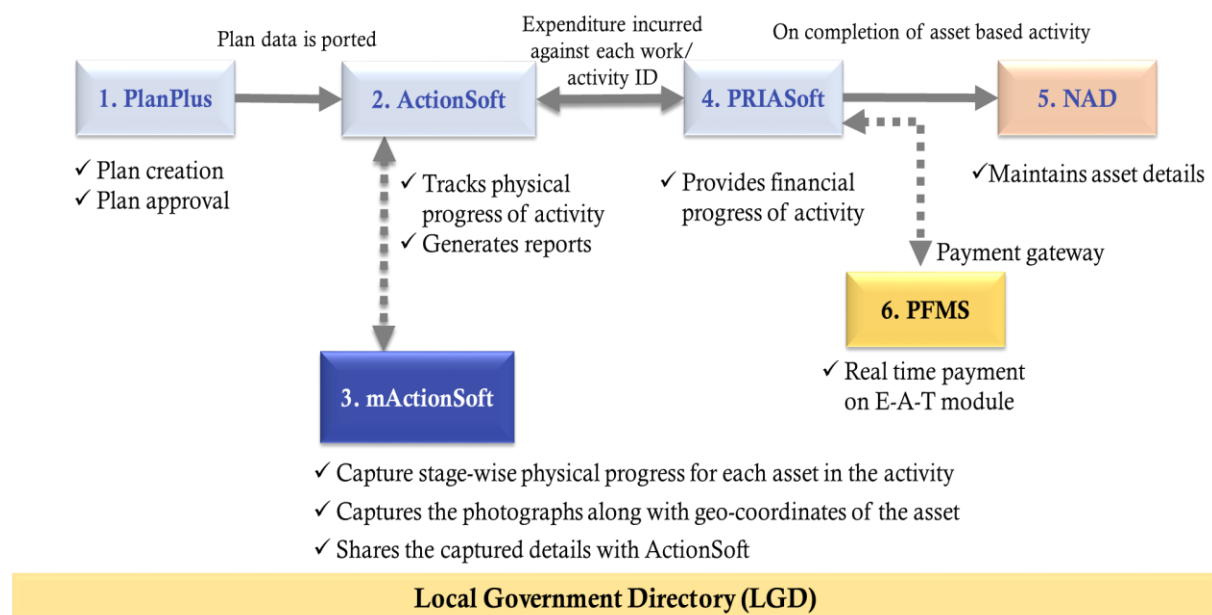 Plan data is ported
Expenditure incurred
against each work/
activity ID
On completion of asset based activity
1. PlanPlus
2. ActionSoft
4. PRIASoft
5. NAD
✓ Plan creation
✓ Plan approval
✓ Tracks physical
progress of activity
✓ Generates reports
✓ Provides financial
progress of activity
✓ Maintains asset details
Payment gateway
6. PFMS
✓ Real time payment
on E-A-T module
3. mActionSoft
✓ Capture stage-wise physical progress for each asset in the activity
✓ Captures the photographs along with geo-coordinates of the asset
✓ Shares the captured details with ActionSoft
Local Government Directory (LGD)